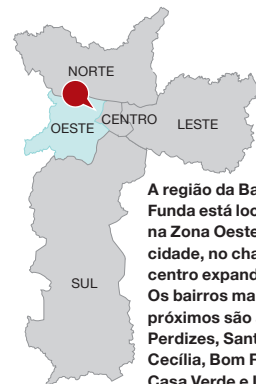 NORTE
OESTE
CENTRO
LESTE
SUL
A região da
Funda está
na Zona Oeste
cidade, no
centro expand
Os bairros
próximos são
Perdizes,
Cecília, Bom
Casa Verde e